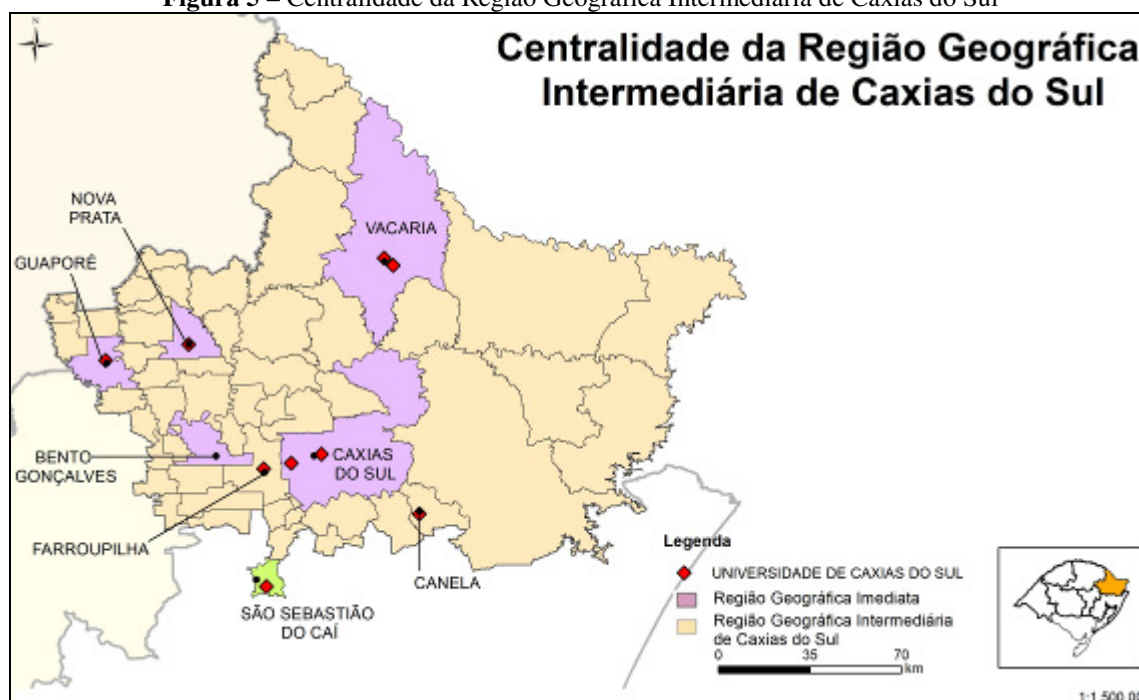 Figura 5 – Centralidade da Região Geográfica Intermediária de Caxias do Sul
Centralidade da Região Geográfica
Intermediária de Caxias do Sul
N
NOVA
PRATA
VACARIA
GUAPORÉ
BENTO
GONÇALVES
CAXIAS
DO SUL
FARROUPILHA
CANELA
SÃO SEBASTIÃO
DO CAÍ
Legenda
UNIVERSIDADE DE CAXIAS DO SUL
Região Geográfica Imediata
Região Geográfica Intermediária
de Caxias do Sul
0 35 70
km